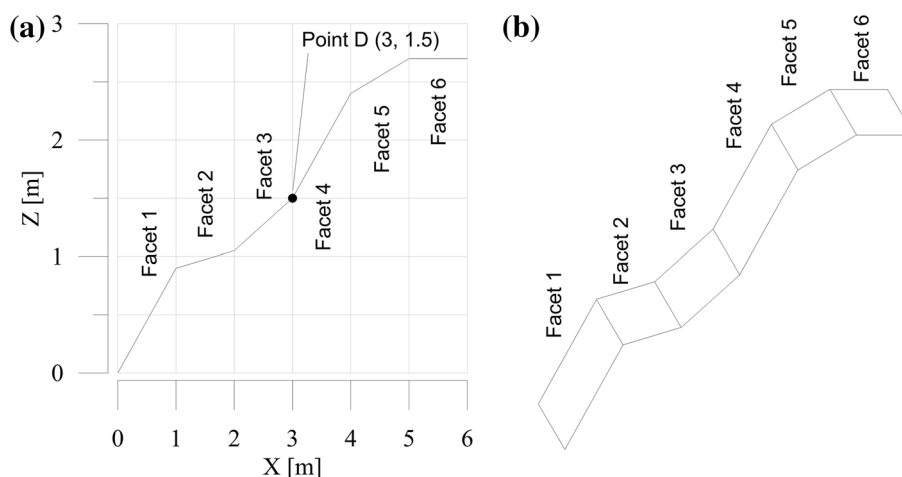 (a)
Point D (3, 1.5)
Z [m]
3
2
1
0
Facet 1
Facet 2
Facet 3
Facet 4
Facet 5
Facet 6
0 1 2 3 4 5 6
X [m]
(b)
Facet 1
Facet 2
Facet 3
Facet 4
Facet 5
Facet 6